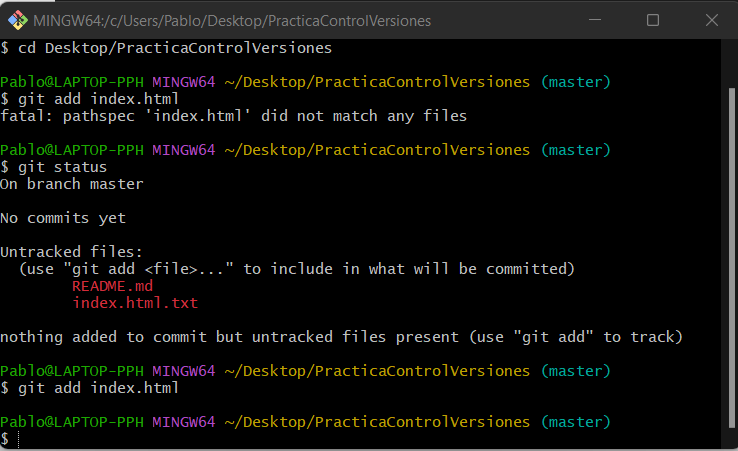 MINGW64:/c/Users/Pablo/Desktop/PracticaControlVersiones
$ cd Desktop/PracticaControlVersiones
Pablo@LAPTOP-PPH MINGW64 ~/Desktop/PracticaControlVersiones (master)
$ git add index.html
fatal: pathspec 'index.html' did not match any files
Pablo@LAPTOP-PPH MINGW64 ~/Desktop/PracticaControlVersiones (master)
$ git status
On branch master
No commits yet
Untracked files:
  (use "git add <file>..." to include in what will be committed)
        README.md
        index.html.txt
nothing added to commit but untracked files present (use "git add" to track)
Pablo@LAPTOP-PPH MINGW64 ~/Desktop/PracticaControlVersiones (master)
$ git add index.html
Pablo@LAPTOP-PPH MINGW64 ~/Desktop/PracticaControlVersiones (master)
$